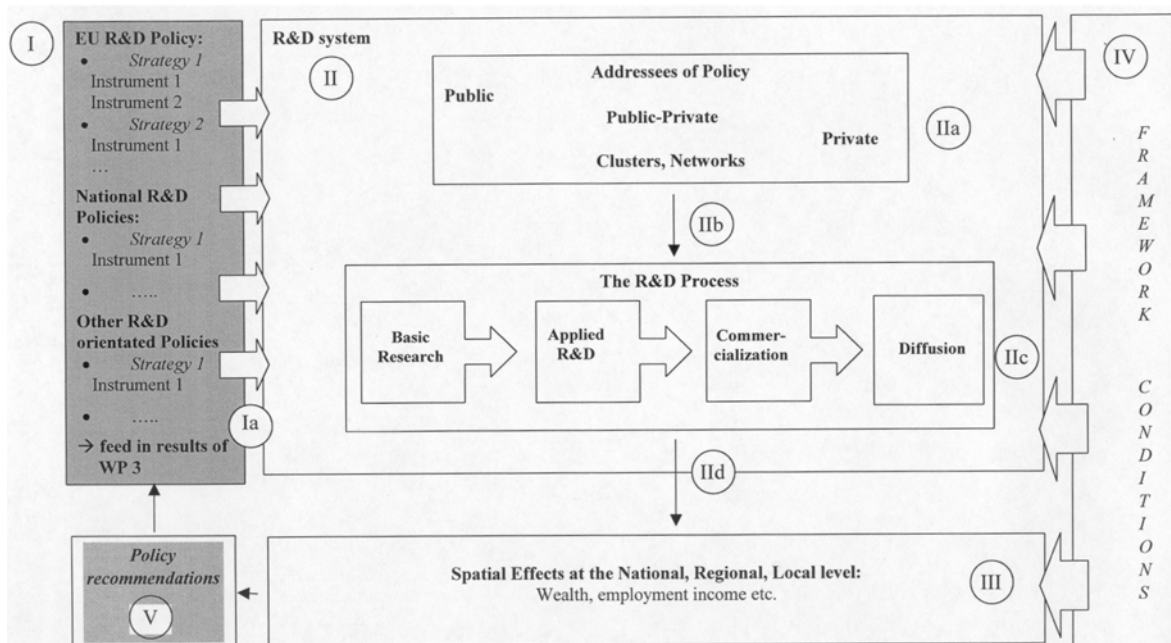 I
EU R&D Policy:
• Strategy 1
Instrument 1
Instrument 2
• Strategy 2
Instrument 1
…
National R&D
Policies:
• Strategy 1
Instrument 1
• …..
Other R&D
orientated Policies
• Strategy 1
Instrument 1
• …..
→ feed in results of
WP 3
Ia
R&D system
II
Addressees of Policy
Public
Public-Private
Private
Clusters, Networks
IIa
IIb
The R&D Process
Basic
Research
Applied
R&D
Commer-
cialization
Diffusion
IIc
IId
Spatial Effects at the National, Regional, Local level:
Wealth, employment income etc.
III
IV
FRAMEWORK CONDITIONS
Policy
recommendations
V